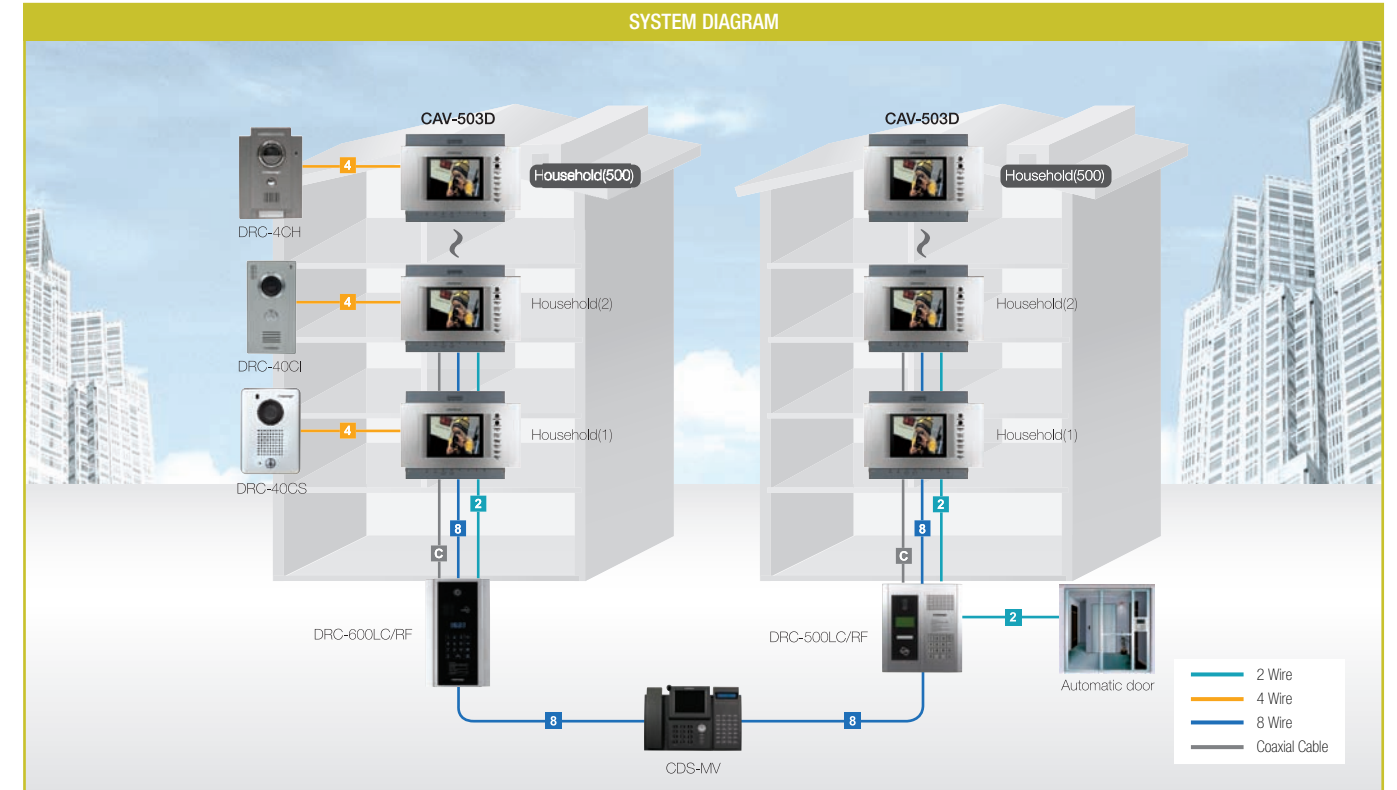 SYSTEM DIAGRAM
CAV-503D
CAV-503D
4
Household(500)
Household(500)
DRC-4CH
4
Household(2)
Household(2)
DRC-40CI
4
Household(1)
Household(1)
DRC-40CS
2
2
8
8
C
C
DRC-600LC/RF
DRC-500LC/RF
2
Automatic door
8
8
CDS-MV
2 Wire
4 Wire
8 Wire
Coaxial Cable